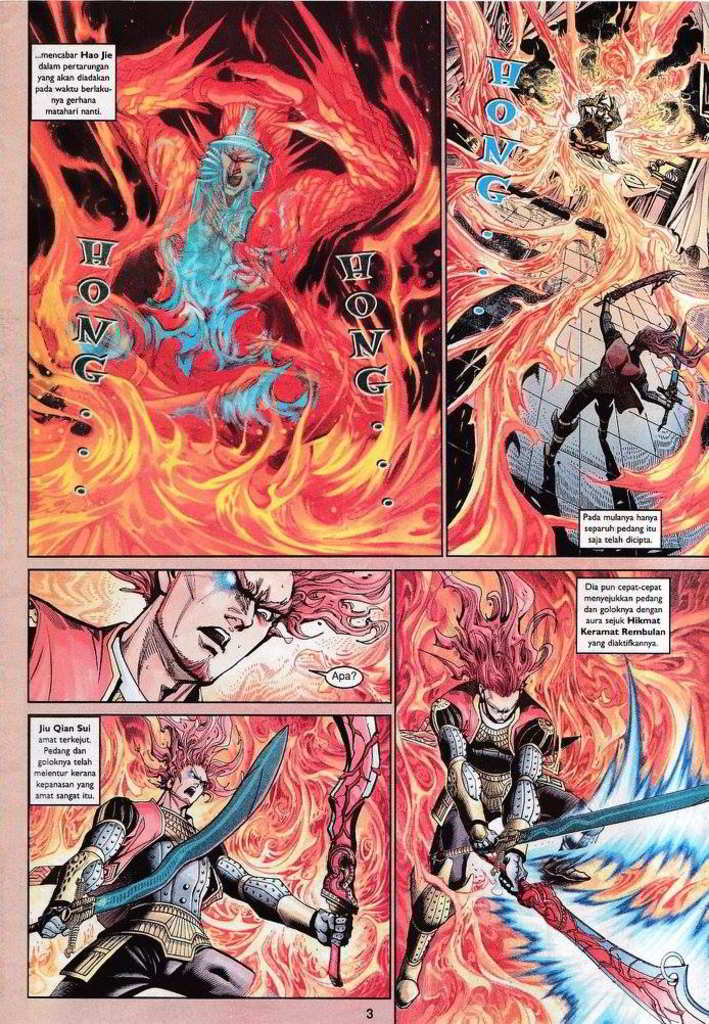 ...mencabar Hao Jie
dalam pertarungan
yang akan diadakan
pada waktu berlaku-
nya gerhana
matahari nanti.
HONG...
HONG...
HONG...
Pada mulanya hanya
separuh pedang itu
saja telah dicipta.
Apa?
Jiu Qian Sui
amat terkejut.
Pedang dan
goloknya telah
melentur kerana
kepanasan yang
amat sangat itu.
Dia pun cepat-cepat
menyejukkan pedang
dan goloknya dengan
aura sejuk Hikmat
Keramat Rembulan
yang diaktifkannya.
3